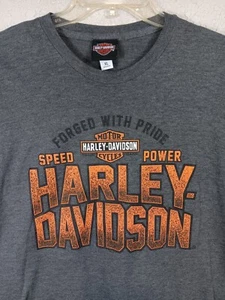 FORGED WITH PRIDE
MOTOR
HARLEY-DAVIDSON
CYCLES
SPEED POWER
HARLEY-
DAVIDSON